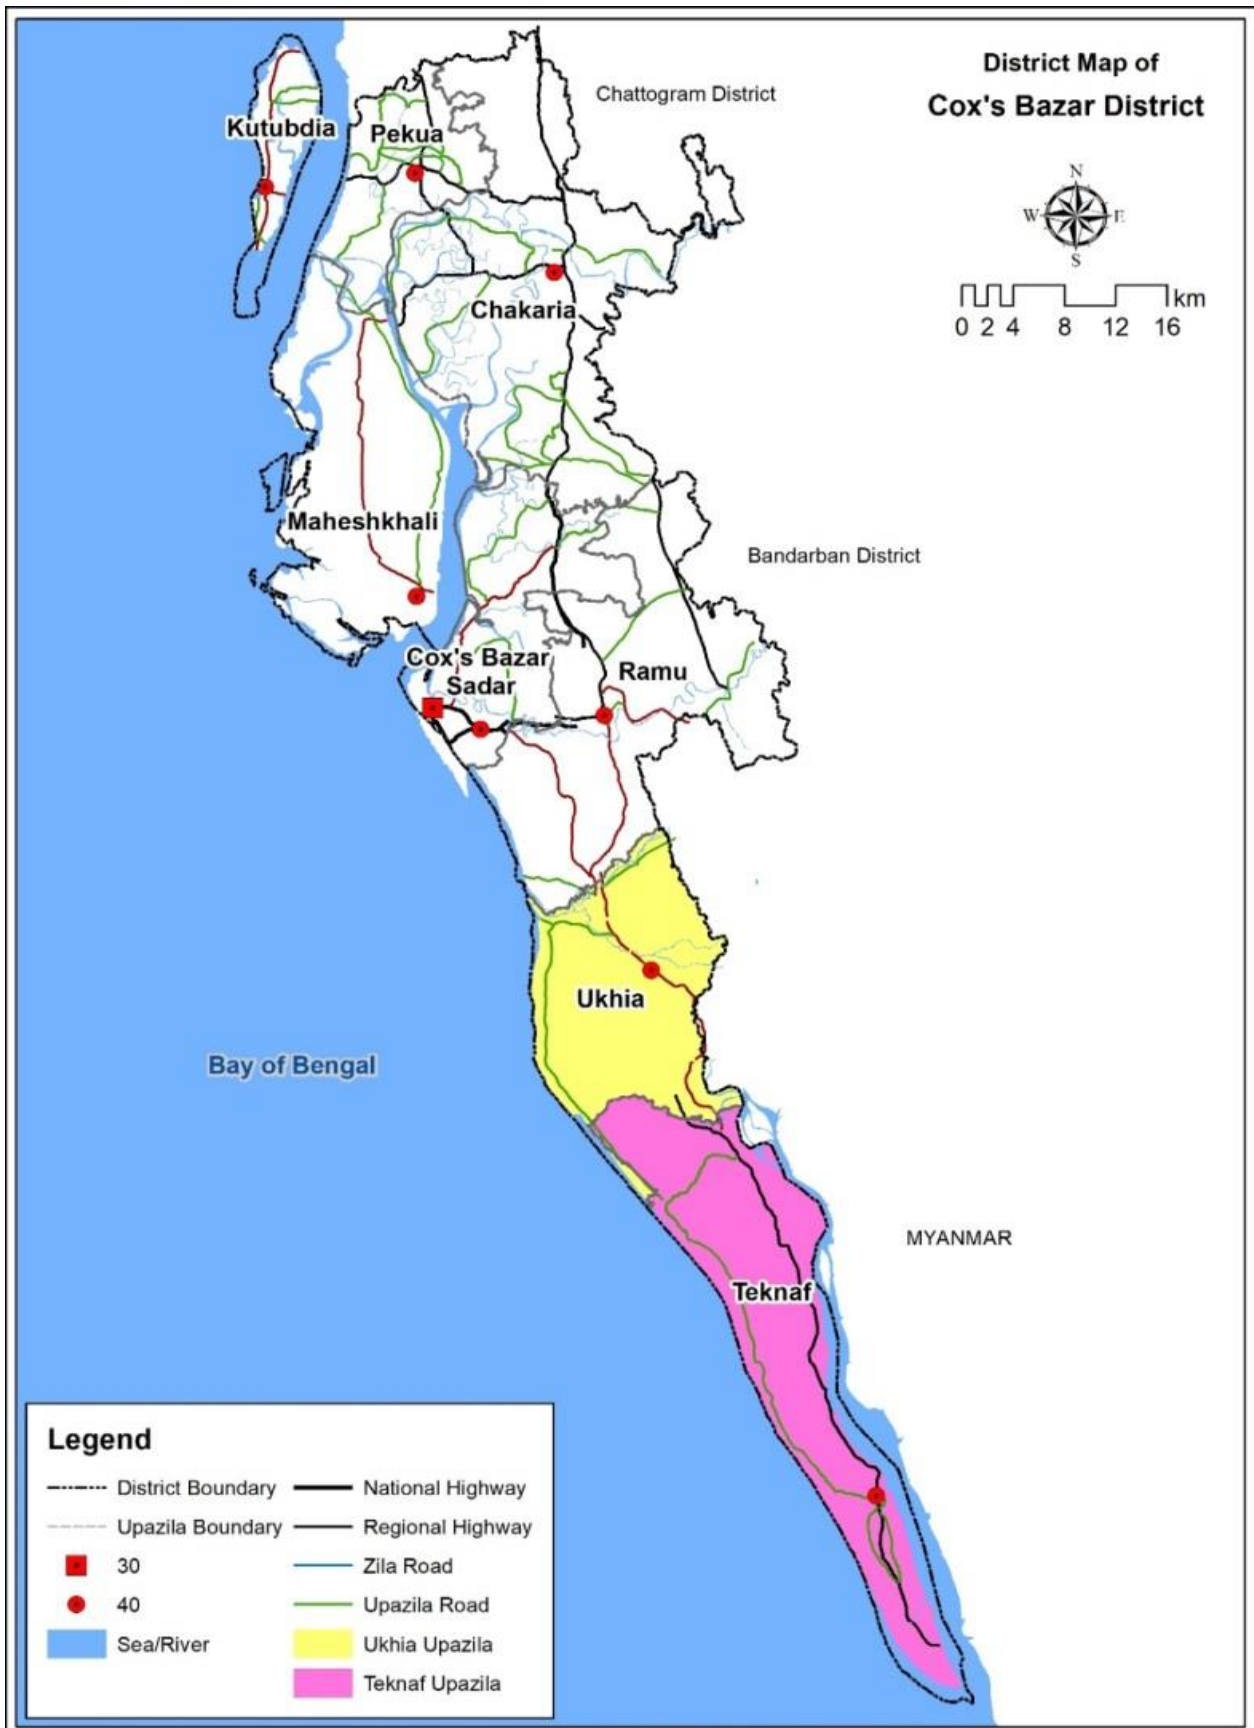 District Map of
Cox's Bazar District
Chattogram District
Kutubdia
Pekua
N
W
E
S
km
0 2 4 8 12 16
Chakaria
Maheshkhali
Bandarban District
Cox's Bazar
Sadar
Ramu
Ukhia
Bay of Bengal
MYANMAR
Teknaf
Legend
District Boundary
Upazila Boundary
30
40
Sea/River
National Highway
Regional Highway
Zila Road
Upazila Road
Ukhia Upazila
Teknaf Upazila